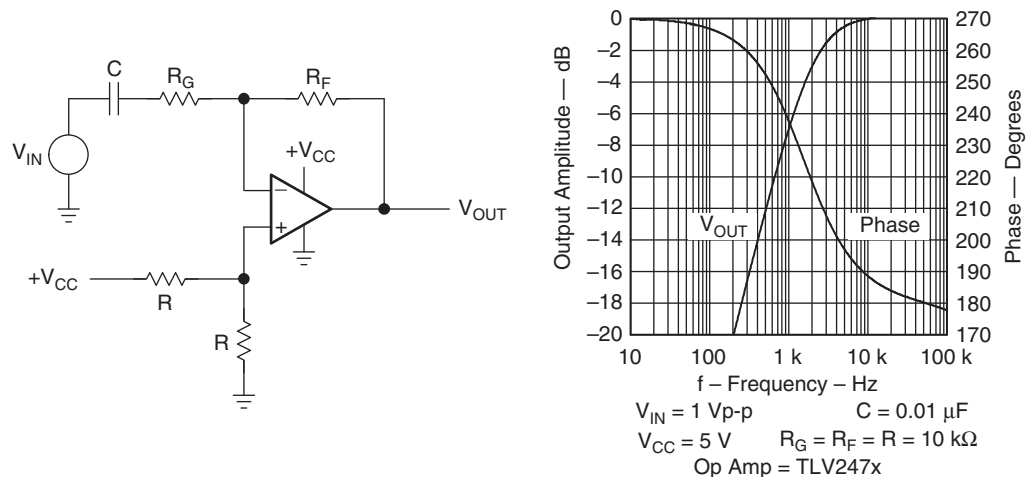 C
R_G
R_F
V_IN
+V_CC
−
+
V_OUT
+V_CC
R
R
Output Amplitude — dB
0
−2
−4
−6
−8
−10
−12
−14
−16
−18
−20
V_OUT
Phase
270
260
250
240
230
220
210
200
190
180
170
Phase — Degrees
10 100 1 k 10 k 100 k
f – Frequency – Hz
V_IN = 1 Vp-p C = 0.01 μF
V_CC = 5 V R_G = R_F = R = 10 kΩ
Op Amp = TLV247x